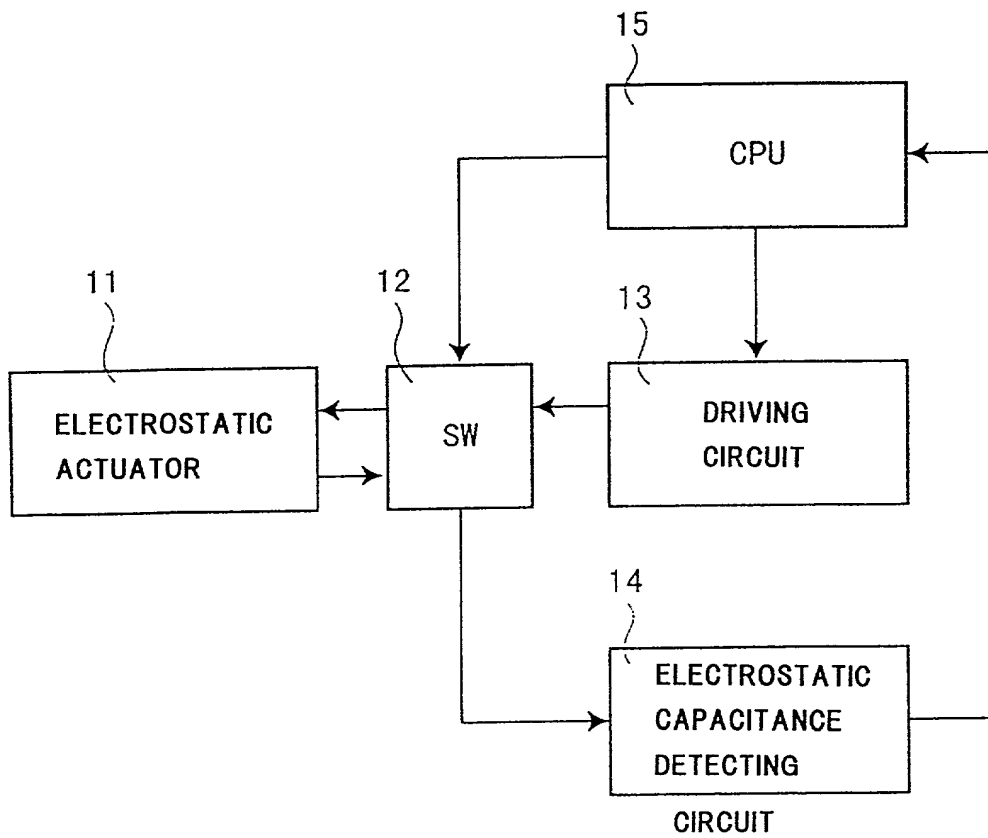 15
CPU
11
12
13
ELECTROSTATIC
ACTUATOR
SW
DRIVING
CIRCUIT
14
ELECTROSTATIC
CAPACITANCE
DETECTING
CIRCUIT